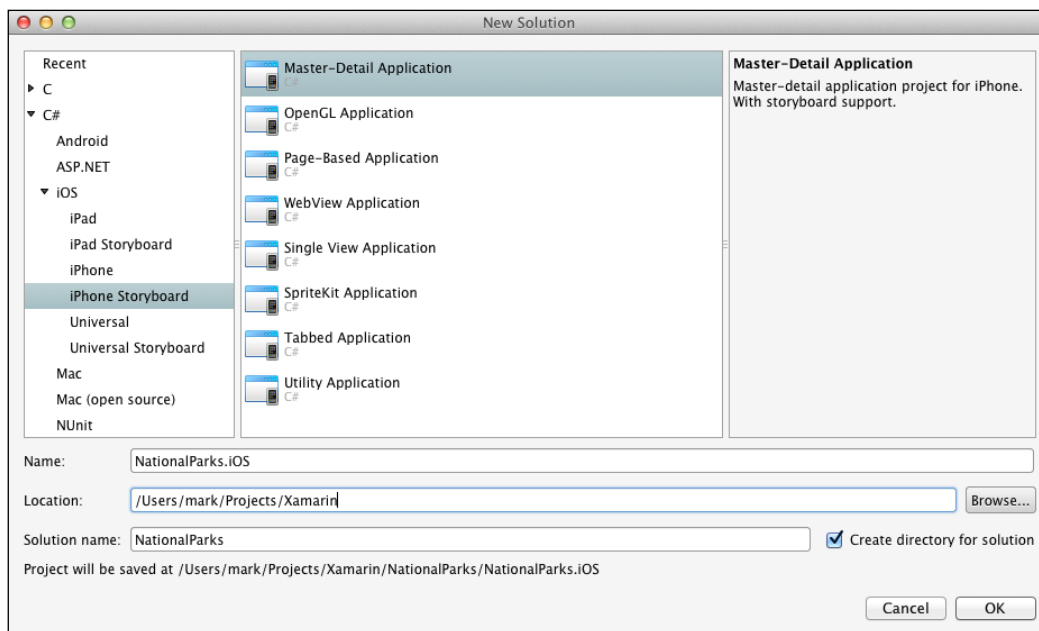 New Solution
Recent
C
C#
Android
ASP.NET
iOS
iPad
iPad Storyboard
iPhone
iPhone Storyboard
Universal
Universal Storyboard
Mac
Mac (open source)
NUnit
Master-Detail Application
C#
OpenGL Application
C#
Page-Based Application
C#
WebView Application
C#
Single View Application
C#
SpriteKit Application
C#
Tabbed Application
C#
Utility Application
C#
Master-Detail Application
Master-detail application project for iPhone.
With storyboard support.
Name: NationalParks.iOS
Location: /Users/mark/Projects/Xamarin Browse...
Solution name: NationalParks Create directory for solution
Project will be saved at /Users/mark/Projects/Xamarin/NationalParks/NationalParks.iOS
Cancel OK